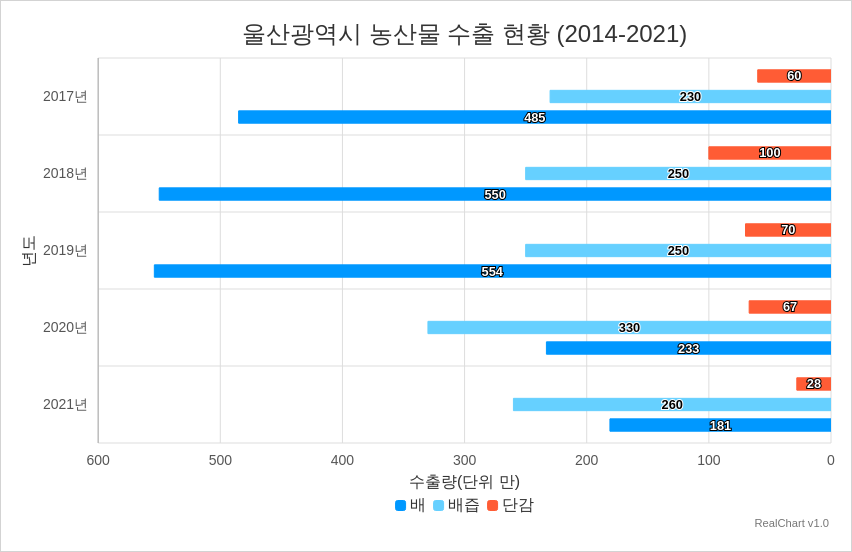 울산광역시 농산물 수출 현황 (2014-2021)
년도
2017년
60
230
485
2018년
100
250
550
2019년
70
250
554
2020년
67
330
233
2021년
28
260
181
600 500 400 300 200 100 0
수출량(단위 만)
배 배즙 단감
RealChart v1.0